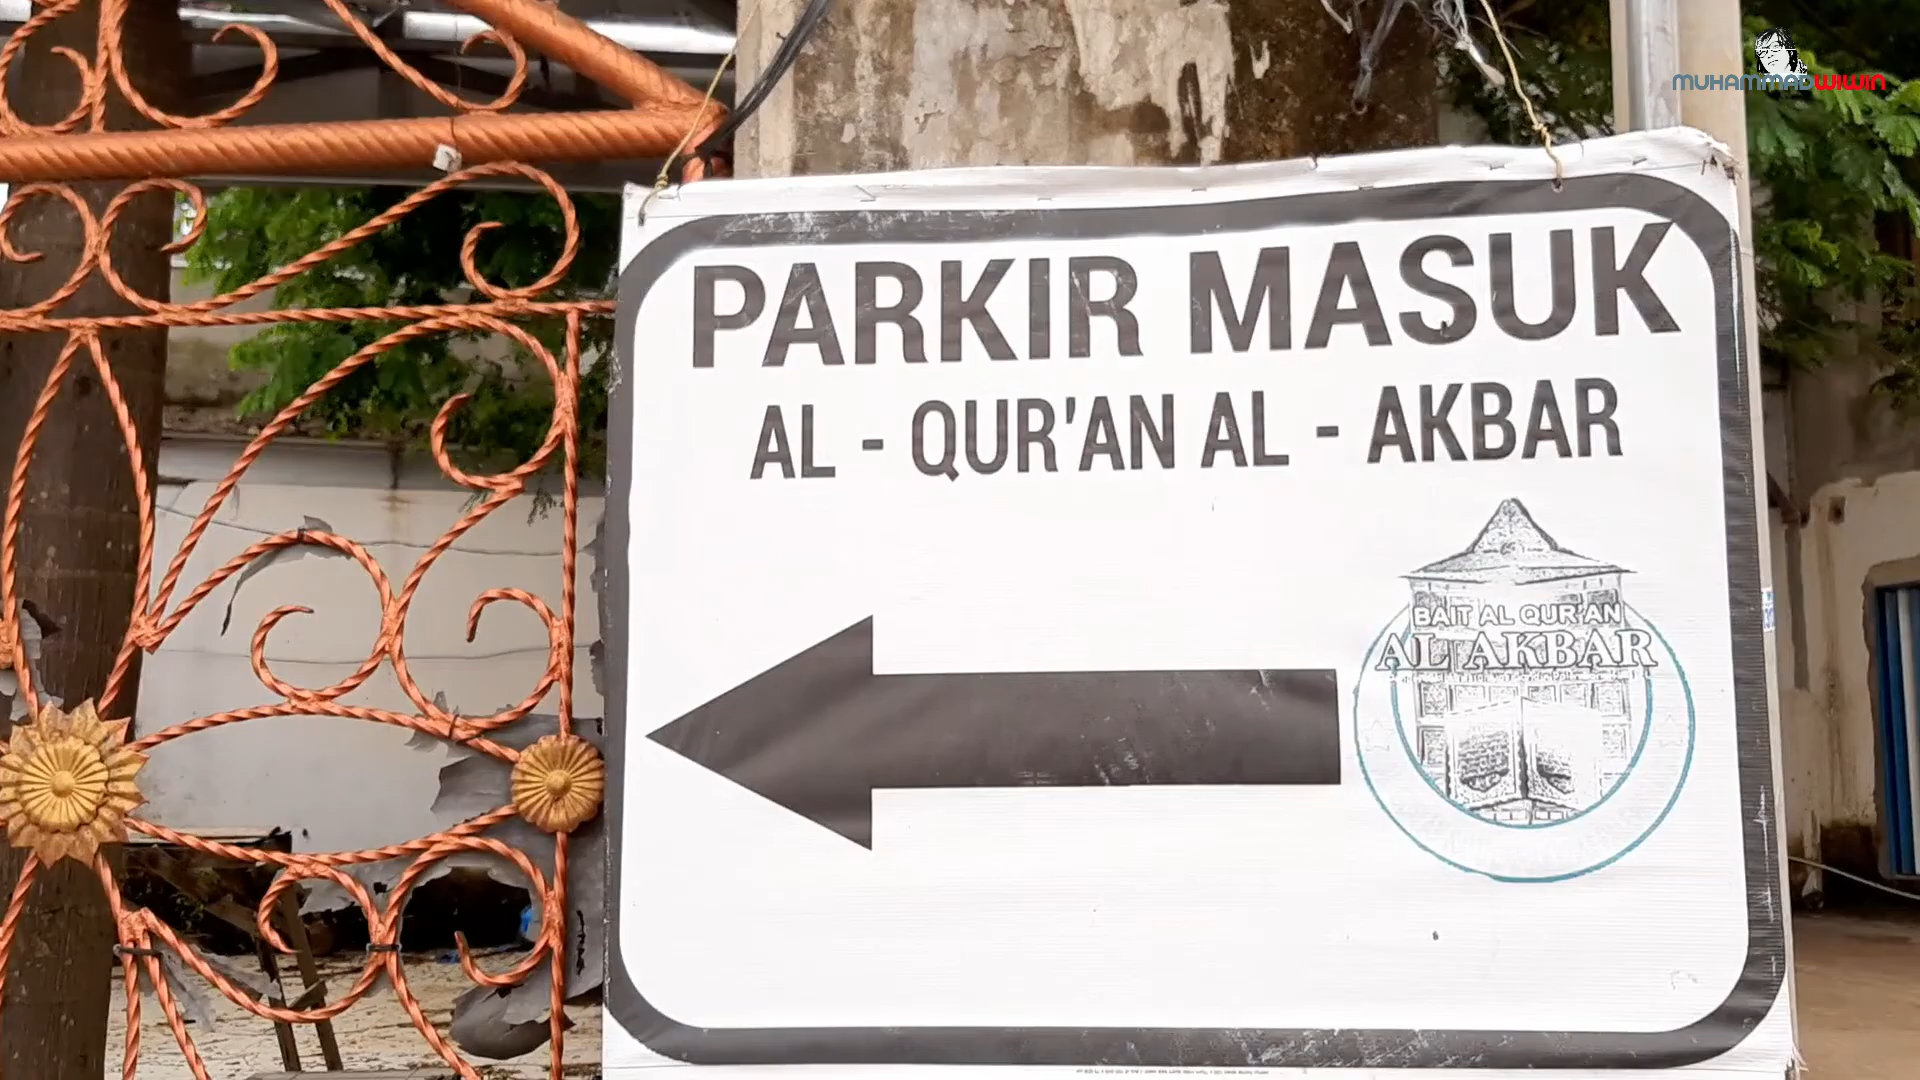 MUHAMMAD WIWIN
PARKIR MASUK
AL - QUR'AN AL - AKBAR
BAIT AL QUR'AN
AL AKBAR